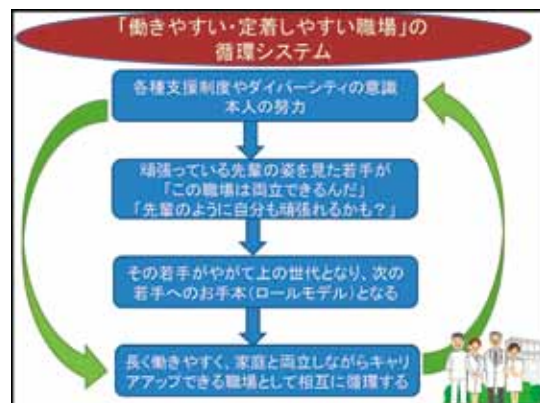 「働きやすい・定着しやすい職場」の
循環システム
各種支援制度やダイバーシティの意識
本人の努力
頑張っている先輩の姿を見た若手が
「この職場は両立できるんだ」
「先輩のように自分も頑張れるかも？」
その若手がやがて上の世代となり、次の
若手へのお手本（ロールモデル）となる
長く働きやすく、家庭と両立しながらキャリ
アアップできる職場として相互に循環する